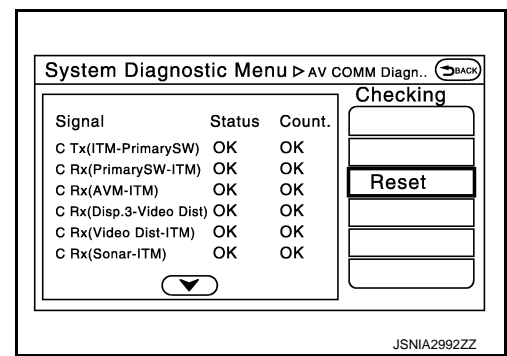 System Diagnostic Menu ▷ AV COMM Diagn.. BACK
Checking
Signal Status Count.
C Tx(ITM-PrimarySW) OK OK
C Rx(PrimarySW-ITM) OK OK
C Rx(AVM-ITM) OK OK
C Rx(Disp.3-Video Dist) OK OK
C Rx(Video Dist-ITM) OK OK
C Rx(Sonar-ITM) OK OK
Reset
JSNIA2992ZZ